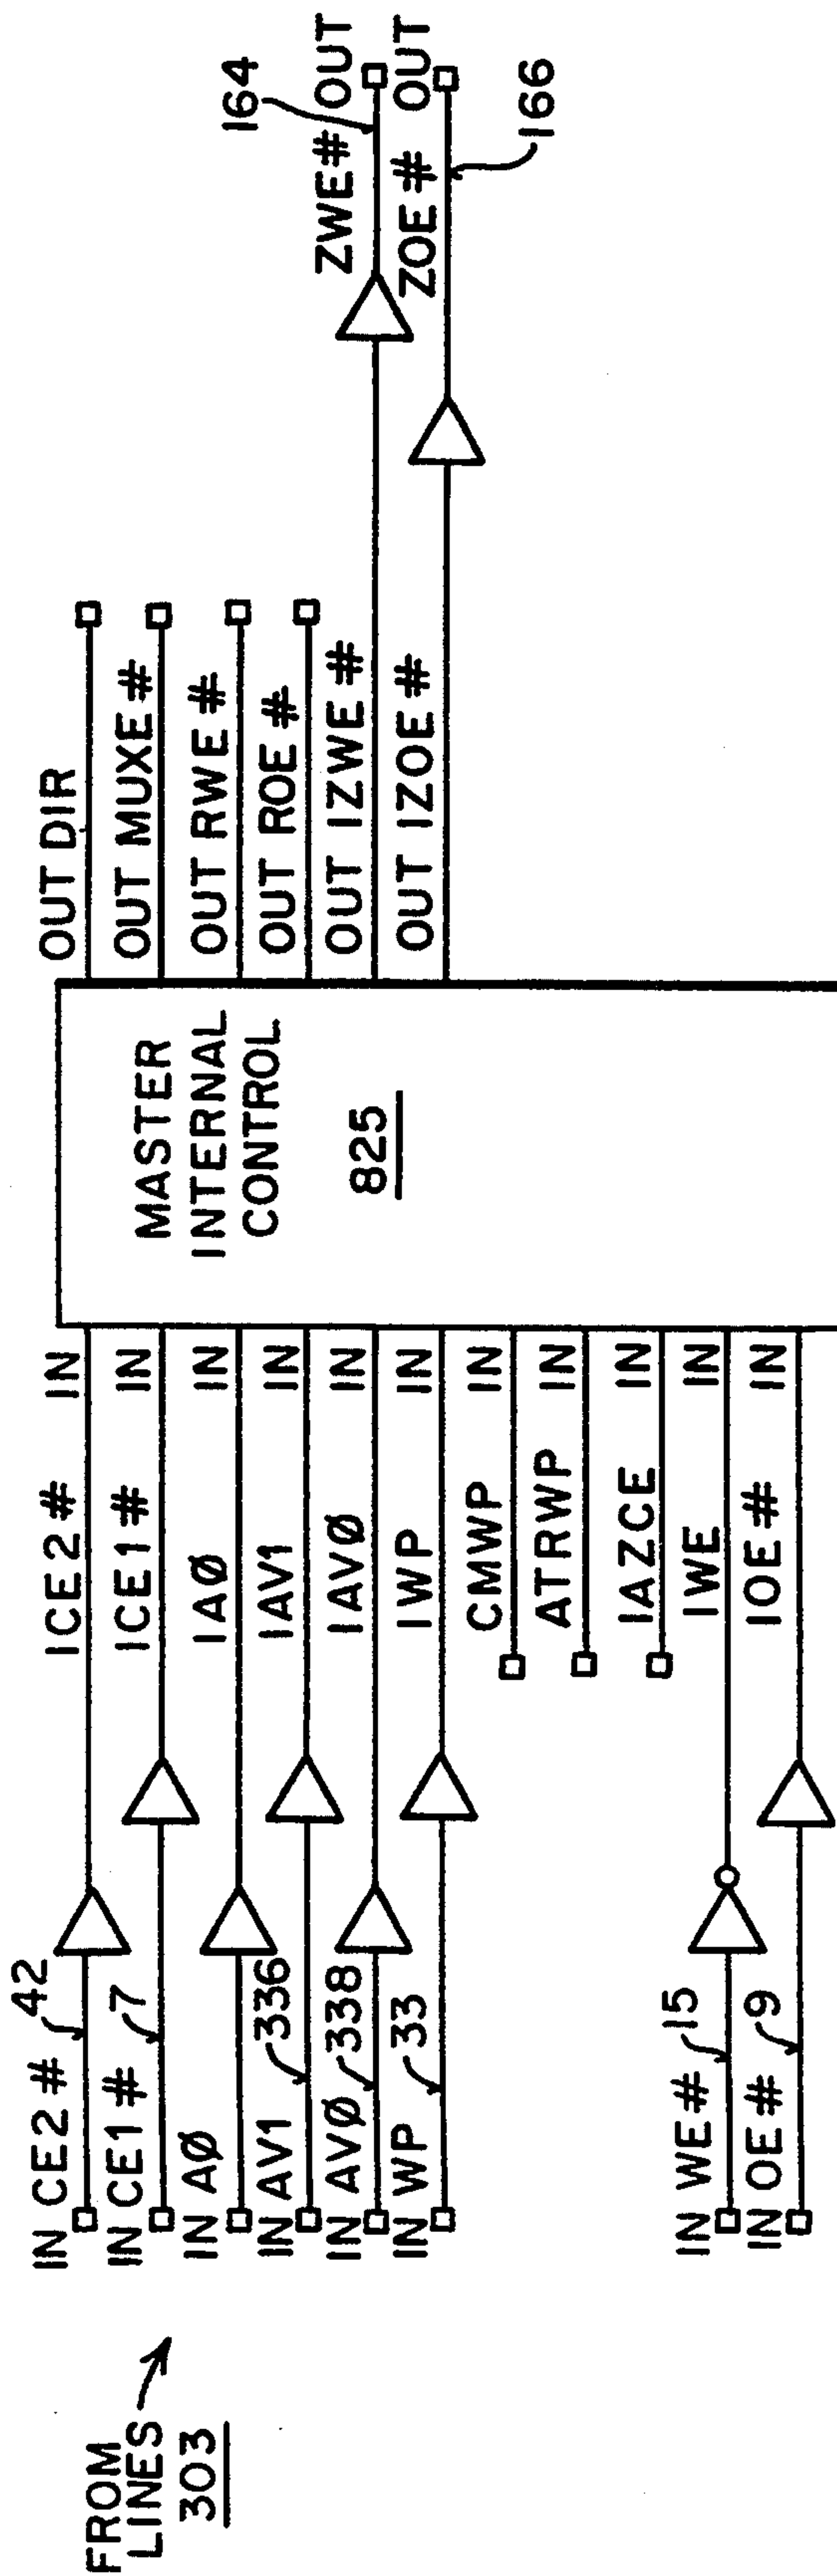 FROM
LINES
303
IN CE2 # 42
ICE2 # IN
IN CE1 # 7
ICE1 # IN
IN AØ
IAØ IN
IN AV1 336
IAV1 IN
IN AVØ 338
IAVØ IN
IN WP 33
IWP IN
CMWP IN
ATRWP IN
IAZCE IN
IN WE # 15
IWE IN
IN OE # 9
IOE # IN
MASTER
INTERNAL
CONTROL
825
OUT DIR
OUT MUXE #
OUT RWE #
OUT ROE #
OUT IZWE #
OUT IZOE #
164
ZWE # OUT
ZOE # OUT
166